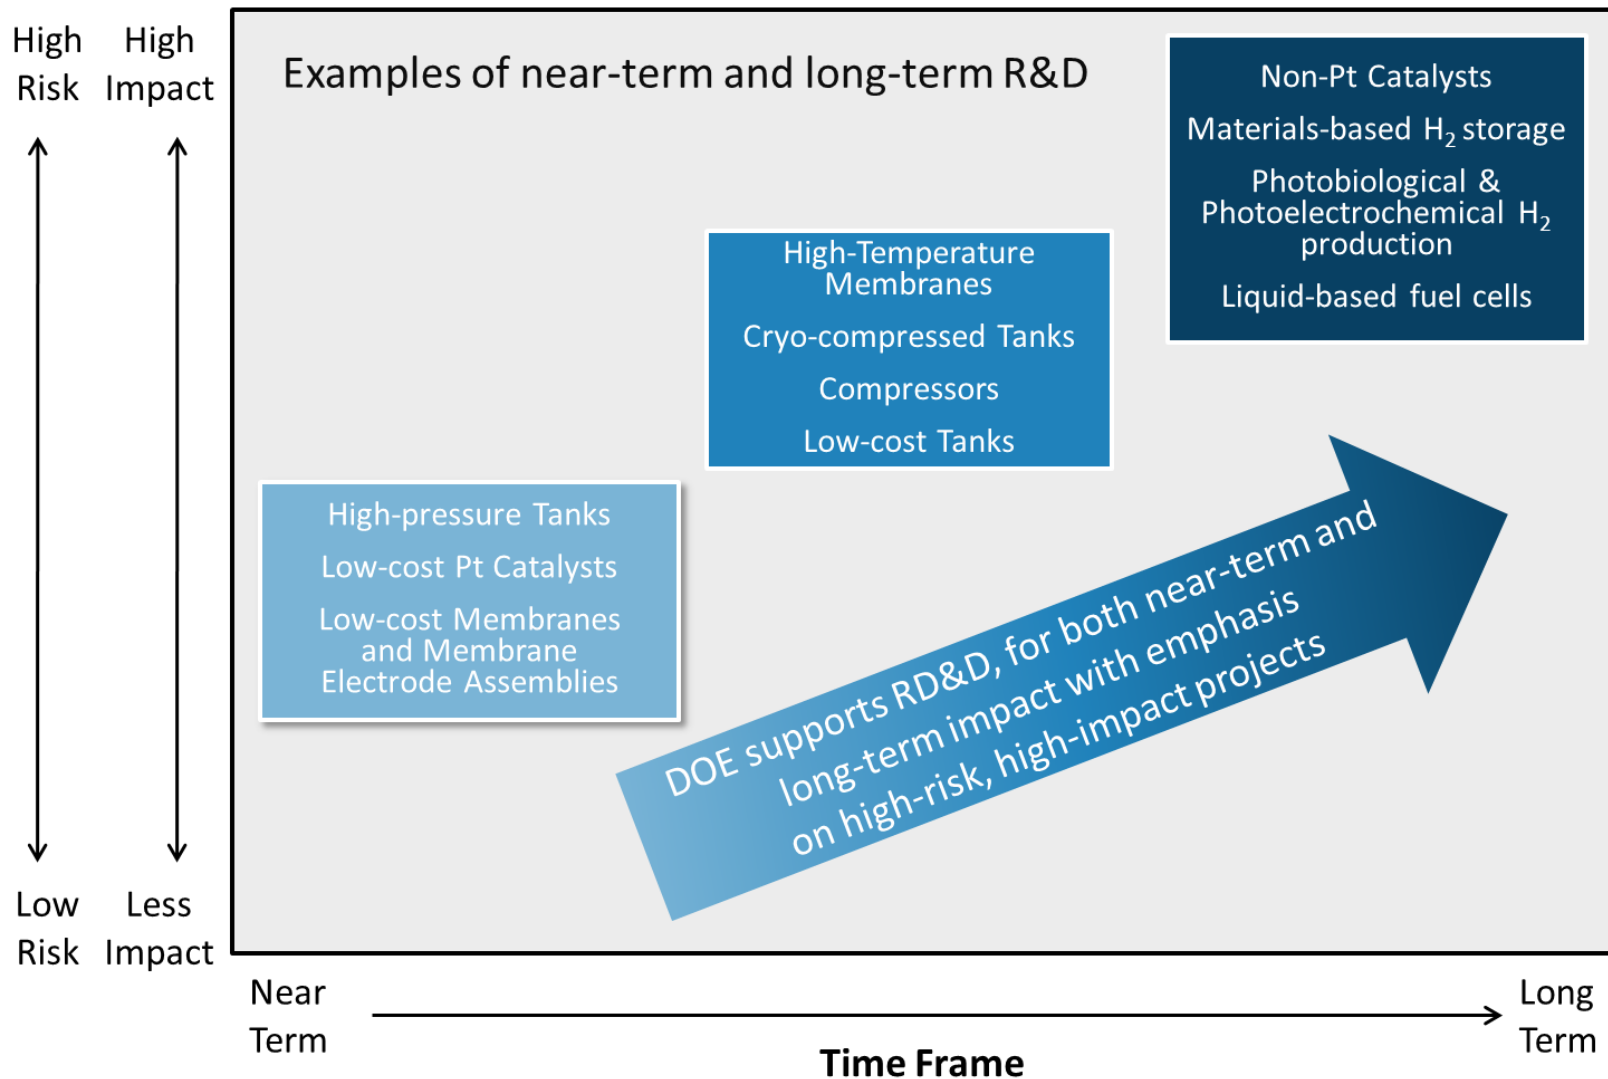 High
Risk
High
Impact
Examples of near-term and long-term R&D
Non-Pt Catalysts
Materials-based H₂ storage
Photobiological &
Photoelectrochemical H₂
production
Liquid-based fuel cells
High-Temperature
Membranes
Cryo-compressed Tanks
Compressors
Low-cost Tanks
High-pressure Tanks
Low-cost Pt Catalysts
Low-cost Membranes
and Membrane
Electrode Assemblies
DOE supports RD&D, for both near-term and
long-term impact with emphasis
on high-risk, high-impact projects
Low
Risk
Less
Impact
Near
Term
Long
Term
Time Frame